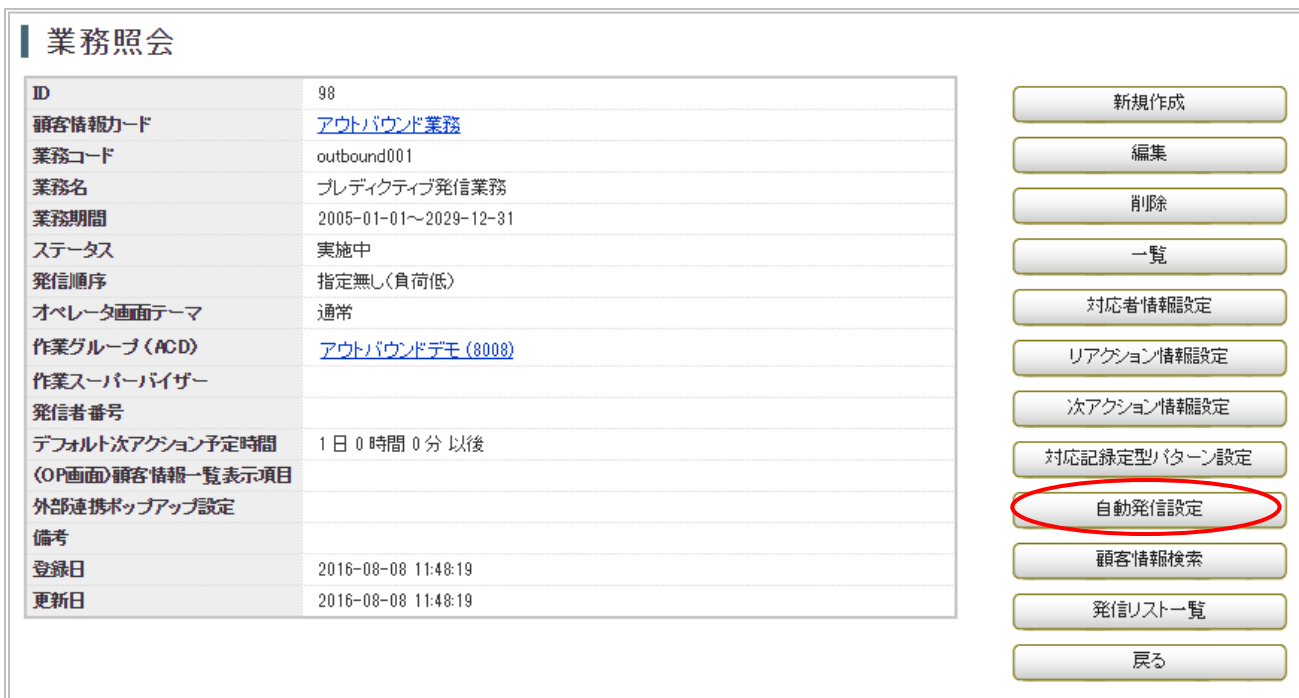 業務照会
ID 98
顧客情報カード アウトバウンド業務
業務コード outbound001
業務名 プレディクティブ発信業務
業務期間 2005-01-01～2029-12-31
ステータス 実施中
発信順序 指定無し(負荷低)
オペレータ画面テーマ 通常
作業グループ(ACD) アウトバウンドデモ(8008)
作業スーパーバイザー
発信者番号
デフォルト次アクション予定時間 1 日 0 時間 0 分 以後
(OP画面)顧客情報一覧表示項目
外部連携ポップアップ設定
備考
登録日 2016-08-08 11:48:19
更新日 2016-08-08 11:48:19
新規作成
編集
削除
一覧
対応者情報設定
リアクション情報設定
次アクション情報設定
対応記録定型パターン設定
自動発信設定
顧客情報検索
発信リスト一覧
戻る